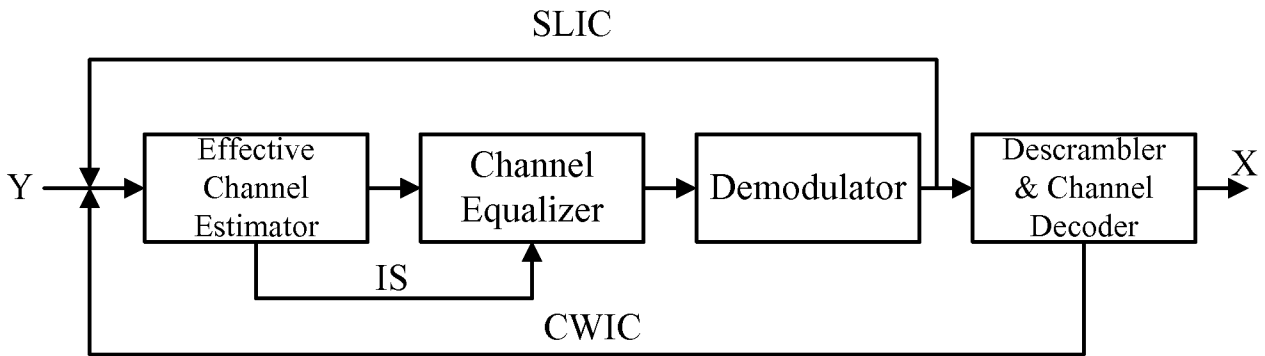 SLIC
Y
Effective
Channel
Estimator
Channel
Equalizer
Demodulator
Descrambler
& Channel
Decoder
X
IS
CWIC